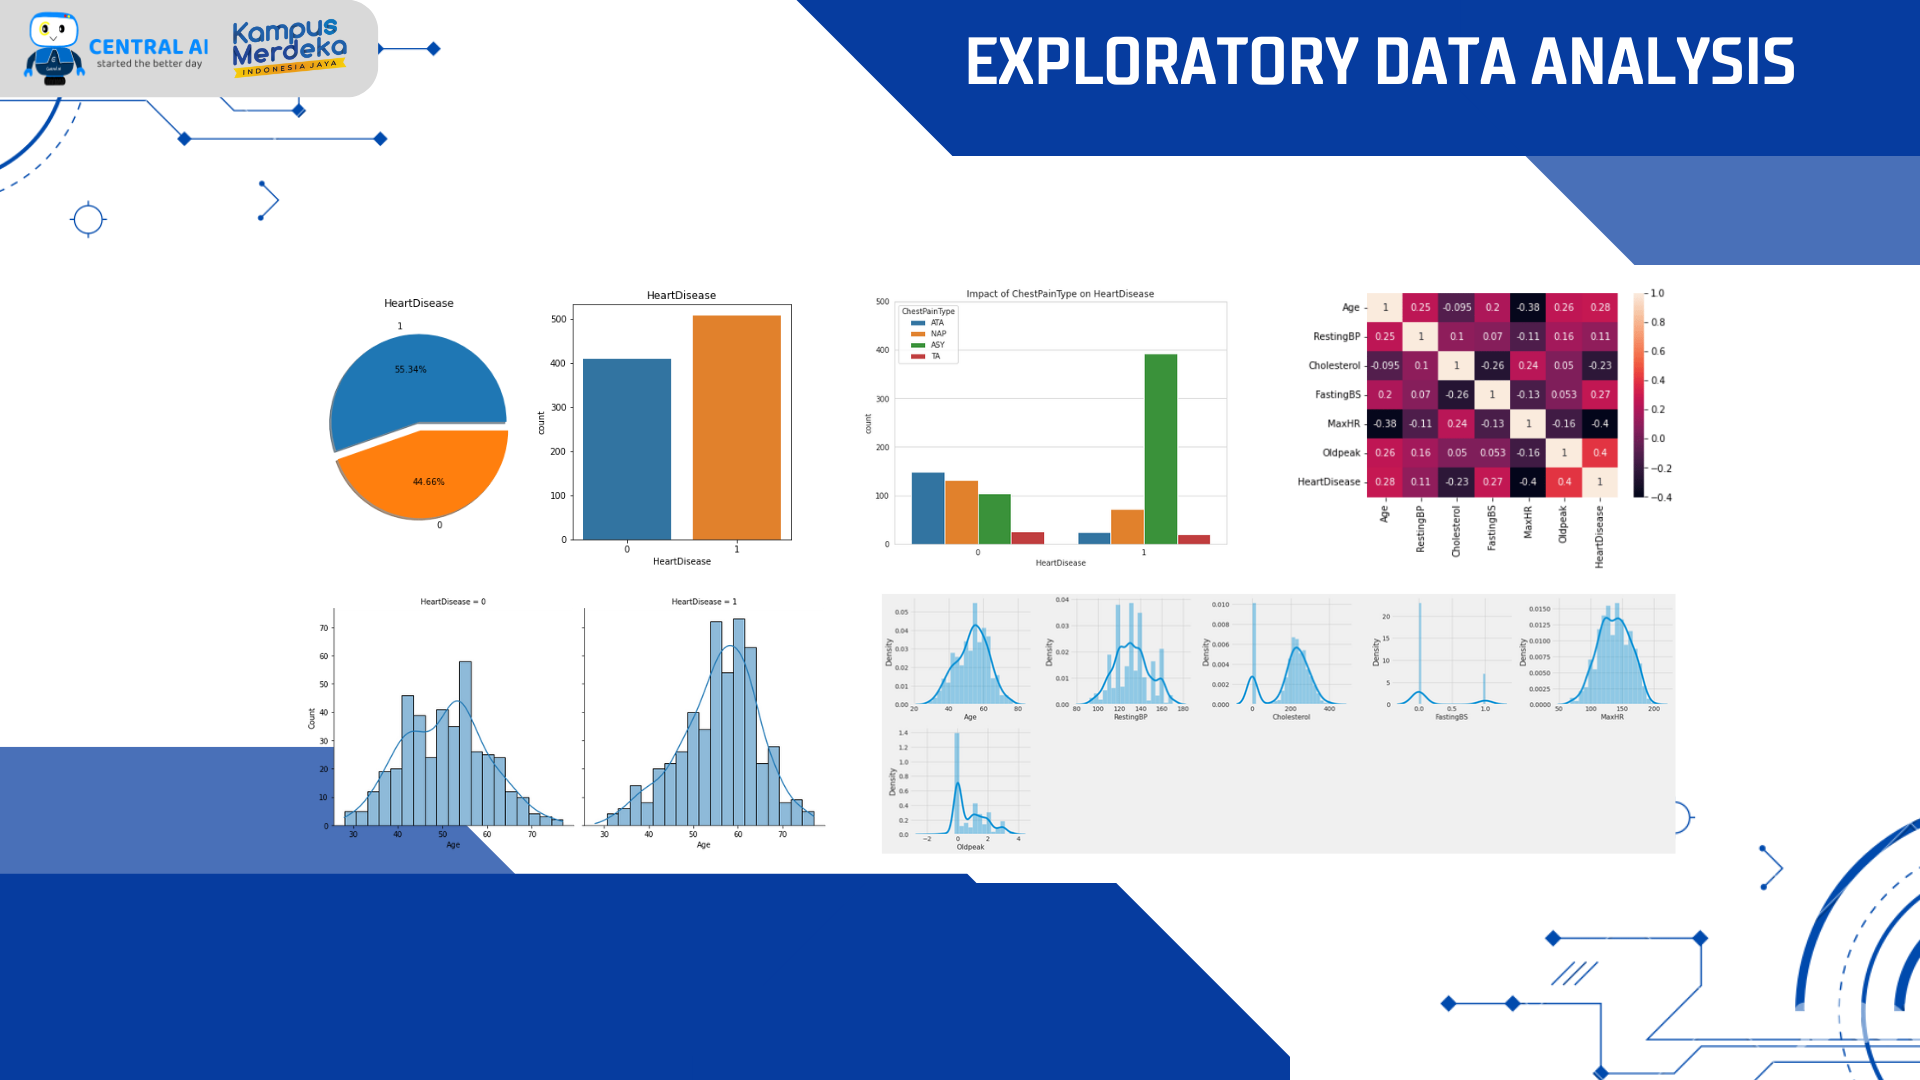 CENTRAL AI
started the better day
Kampus
Merdeka
INDONESIA JAYA
EXPLORATORY DATA ANALYSIS
HeartDisease
1
55.34%
44.66%
0
HeartDisease
500
400
300
200
100
0
count
0 1
HeartDisease
Impact of ChestPainType on HeartDisease
ChestPainType
ATA
NAP
ASY
TA
500
400
300
200
100
0
count
0 1
HeartDisease
Age 1 0.25 -0.095 0.2 -0.38 0.26 0.28
RestingBP 0.25 1 0.1 0.07 -0.11 0.16 0.11
Cholesterol -0.095 0.1 1 -0.26 0.24 0.05 -0.23
FastingBS 0.2 0.07 -0.26 1 -0.13 0.053 0.27
MaxHR -0.38 -0.11 0.24 -0.13 1 -0.16 -0.4
Oldpeak 0.26 0.16 0.05 0.053 -0.16 1 0.4
HeartDisease 0.28 0.11 -0.23 0.27 -0.4 0.4 1
Age RestingBP Cholesterol FastingBS MaxHR Oldpeak HeartDisease
1.0
0.8
0.6
0.4
0.2
0.0
−0.2
−0.4
HeartDisease = 0
70
60
50
40
30
20
10
0
Count
30 40 50 60 70
Age
HeartDisease = 1
30 40 50 60 70
Age
0.05
0.04
0.03
0.02
0.01
0.00
Density
20 40 60 80
Age
0.04
0.03
0.02
0.01
0.00
Density
80 100 120 140 160 180
RestingBP
0.010
0.008
0.006
0.004
0.002
0.000
Density
0 200 400
Cholesterol
20
15
10
5
0
Density
0.0 0.5 1.0
FastingBS
0.0150
0.0125
0.0100
0.0075
0.0050
0.0025
0.0000
Density
50 100 150 200
MaxHR
1.4
1.2
1.0
0.8
0.6
0.4
0.2
0.0
Density
−2 0 2 4
Oldpeak